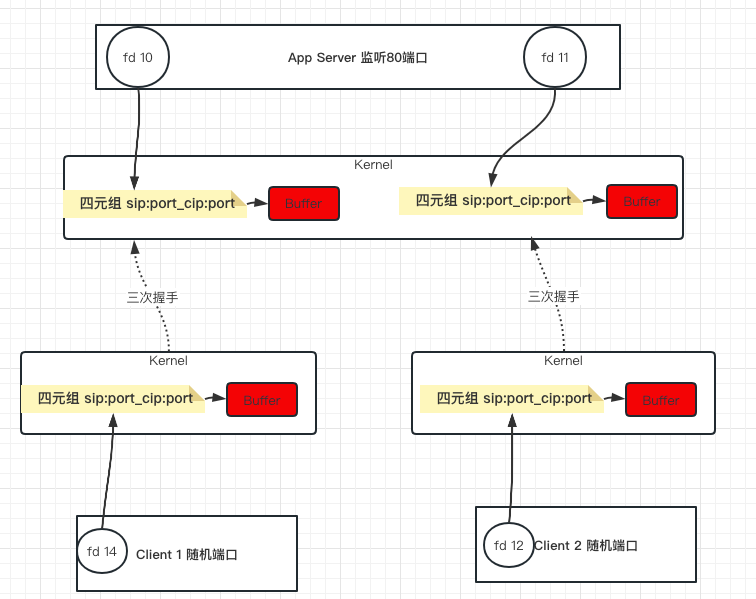 fd 10
App Server 监听80端口
fd 11
Kernel
四元组 sip:port_cip:port
Buffer
四元组 sip:port_cip:port
Buffer
三次握手
三次握手
Kernel
四元组 sip:port_cip:port
Buffer
Kernel
四元组 sip:port_cip:port
Buffer
fd 14
Client 1 随机端口
fd 12
Client 2 随机端口